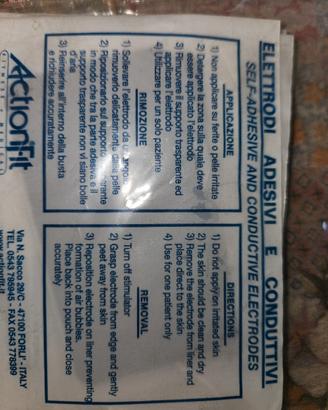 ELETTRODI ADESIVI E CONDUTTIVI
SELF-ADHESIVE AND CONDUCTIVE ELECTRODES
APPLICAZIONE
1) Non applicare su ferite o pelle irritate
2) Detergere la zona sulla quale deve
essere applicato l'elettrodo
3) Rimuovere il supporto trasparente ed
applicare l'elettrodo
4) Utilizzare per un solo paziente
RIMOZIONE
1) Sollevare l'elettrodo da un
rimuoverlo delicatamente dalla pelle
2) Riposizionarlo sul supporto
in modo che tra la parte adesiva e il
supporto trasparente non vi siano bolle
d'aria
3) Reinserire all'interno della busta
e richiudere accuratamente
DIRECTIONS
1) Do not apply on irritated skin
2) The skin should be clean and dry
3) Remove the electrode from liner and
place direct to the skin
4) Use for one patient only
REMOVAL
1) Turn off stimulator
2) Grasp electrode from edge and gently
peel away from skin
3) Reposition electrode on liner preventing
formation of air bubbles.
Place back into pouch and close
accurately
ActionFit
FITNESS - MEDICAL
Via N. Sacco, 29/C - 47100 FORLI' - ITALY
TEL. 0543 798945 - FAX. 0543 778399
www.actionfit.it